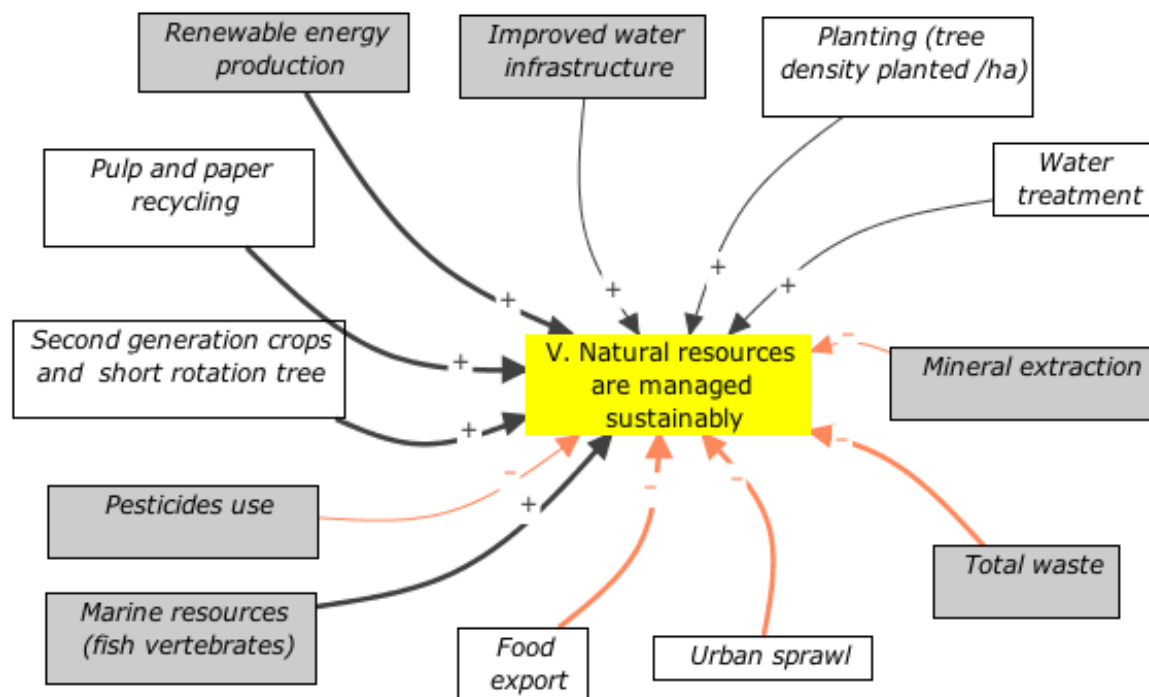 Renewable energy
production
Improved water
infrastructure
Planting (tree
density planted /ha)
Pulp and paper
recycling
Water
treatment
+
+
+
+
Second generation crops
and short rotation tree
+
V. Natural resources
are managed
sustainably
-
Mineral extraction
+
-
-
-
-
Pesticides use
+
Marine resources
(fish vertebrates)
Food
export
Urban sprawl
Total waste